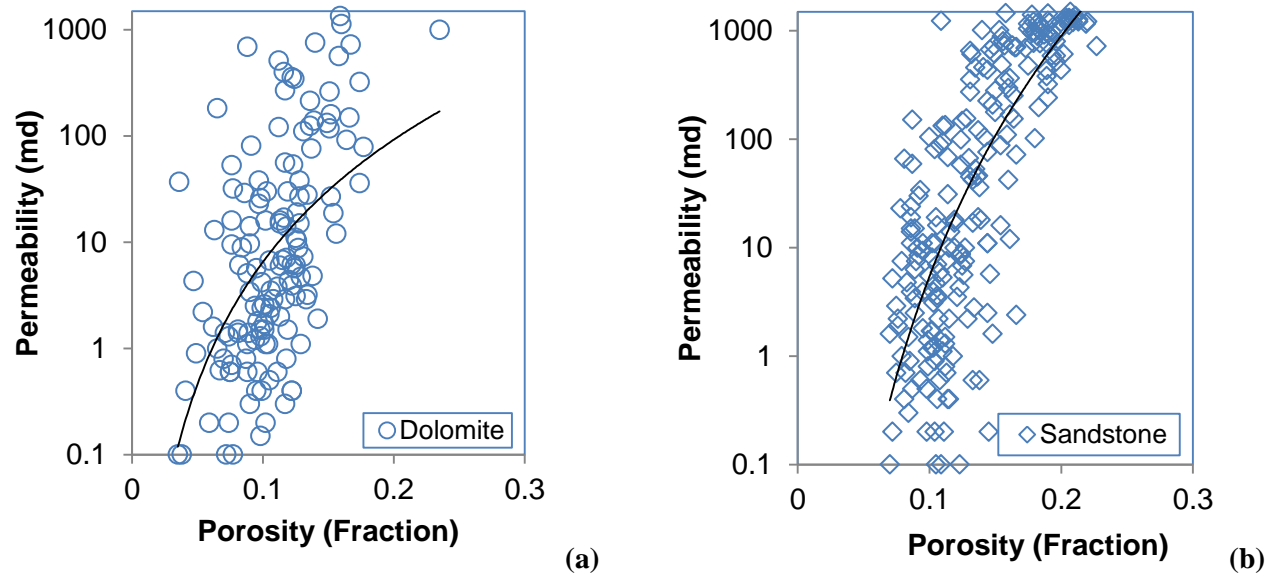 Permeability (md)
1000
100
10
1
0.1
0
0.1
0.2
0.3
Dolomite
Porosity (Fraction)
(a)
Permeability (md)
1000
100
10
1
0.1
0
0.1
0.2
0.3
Sandstone
Porosity (Fraction)
(b)